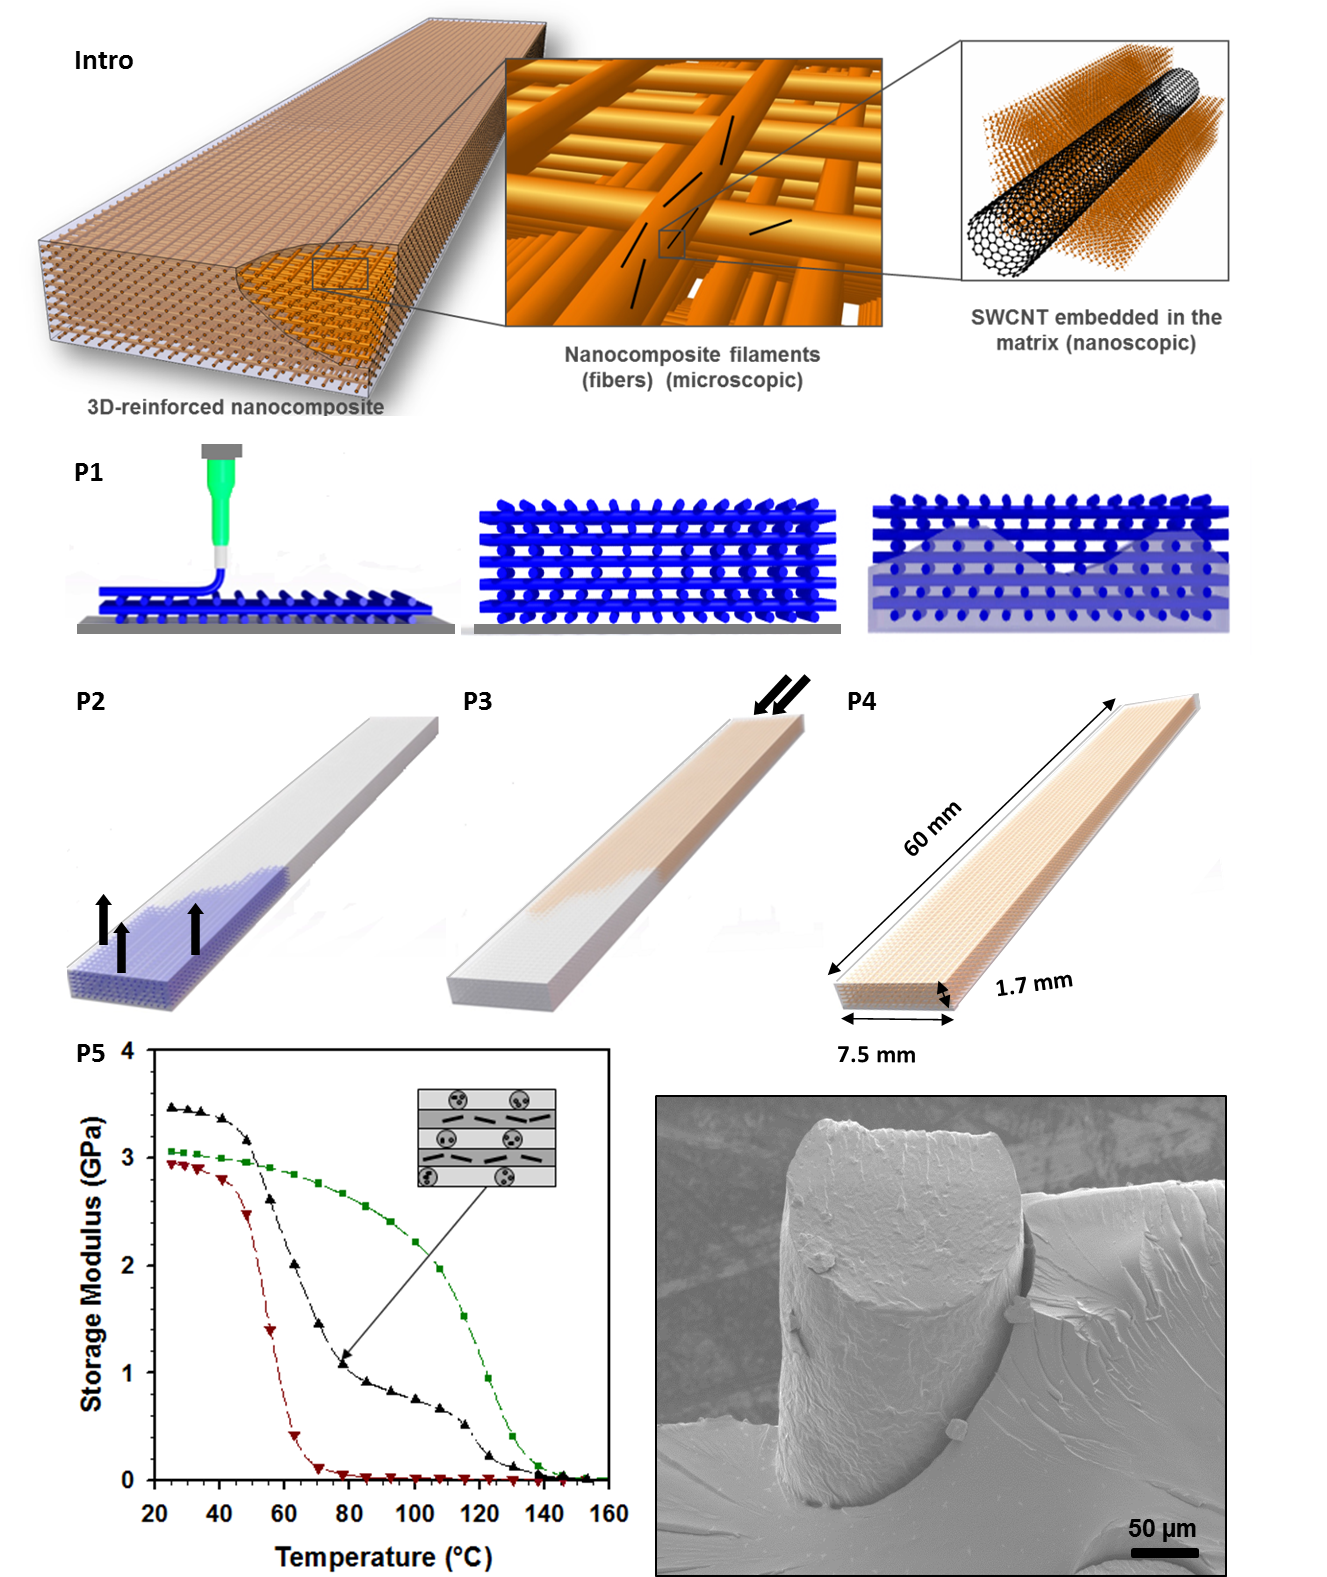 Intro
SWCNT embedded in the
matrix (nanoscopic)
Nanocomposite filaments
(fibers) (microscopic)
3D-reinforced nanocomposite
P1
P2
P3
P4
60 mm
1.7 mm
7.5 mm
P5
4
3
2
1
0
Storage Modulus (GPa)
20 40 60 80 100 120 140 160
Temperature (°C)
50 µm